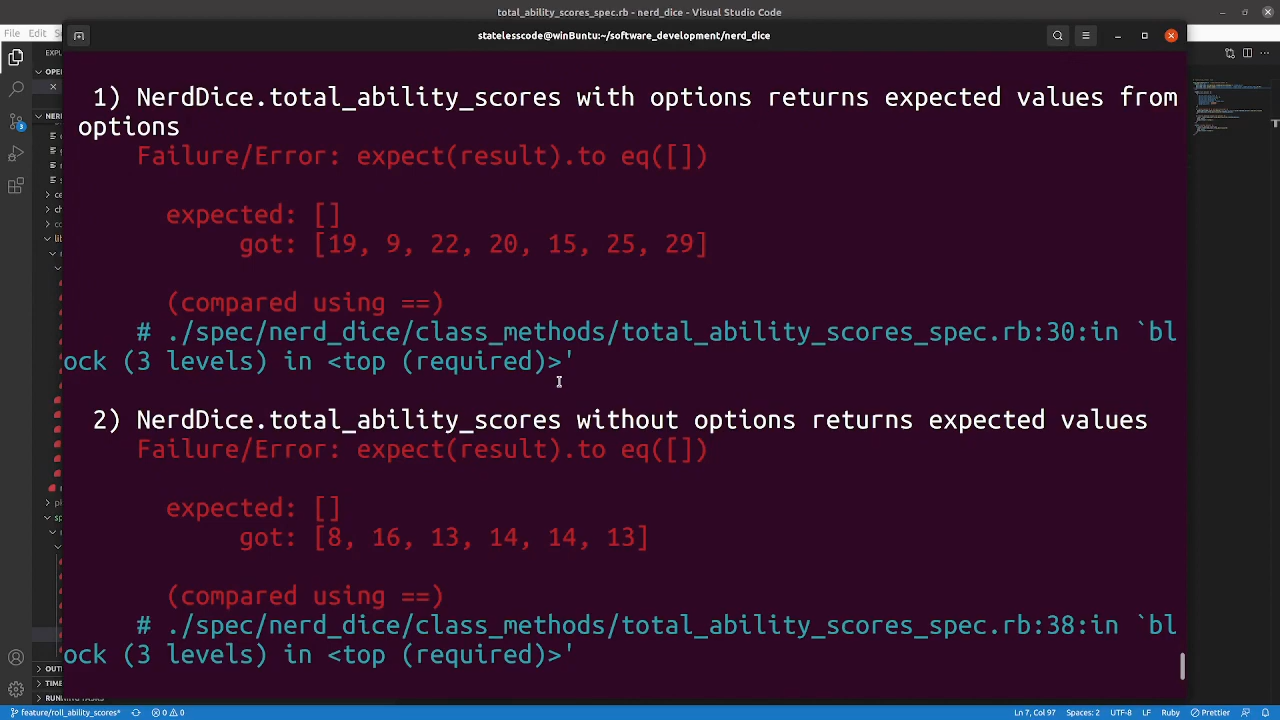 total_ability_scores_spec.rb - nerd_dice - Visual Studio Code
File Edit
statelesscode@winBuntu:~/software_development/nerd_dice
1) NerdDice.total_ability_scores with options returns expected values from
options
Failure/Error: expect(result).to eq([])
expected: []
got: [19, 9, 22, 20, 15, 25, 29]
(compared using ==)
# ./spec/nerd_dice/class_methods/total_ability_scores_spec.rb:30:in `bl
ock (3 levels) in <top (required)>'
2) NerdDice.total_ability_scores without options returns expected values
Failure/Error: expect(result).to eq([])
expected: []
got: [8, 16, 13, 14, 14, 13]
(compared using ==)
# ./spec/nerd_dice/class_methods/total_ability_scores_spec.rb:38:in `bl
ock (3 levels) in <top (required)>'
feature/roll_ability_scores* 0 0
Ln 7, Col 97 Spaces: 2 UTF-8 LF Ruby Prettier